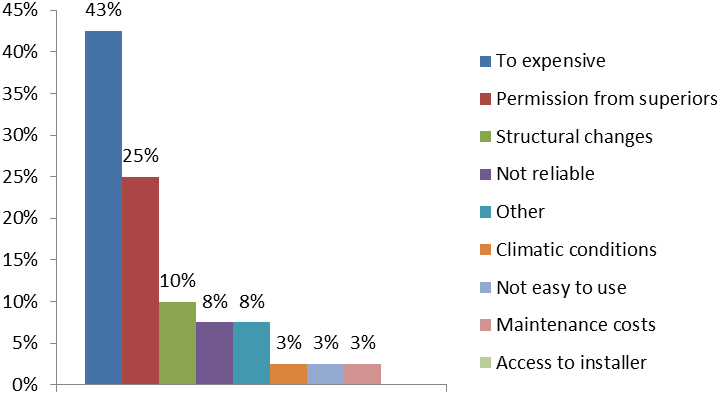 45%
40%
35%
30%
25%
20%
15%
10%
5%
0%
43%
25%
10%
8%
8%
3%
3%
3%
To expensive
Permission from superiors
Structural changes
Not reliable
Other
Climatic conditions
Not easy to use
Maintenance costs
Access to installer